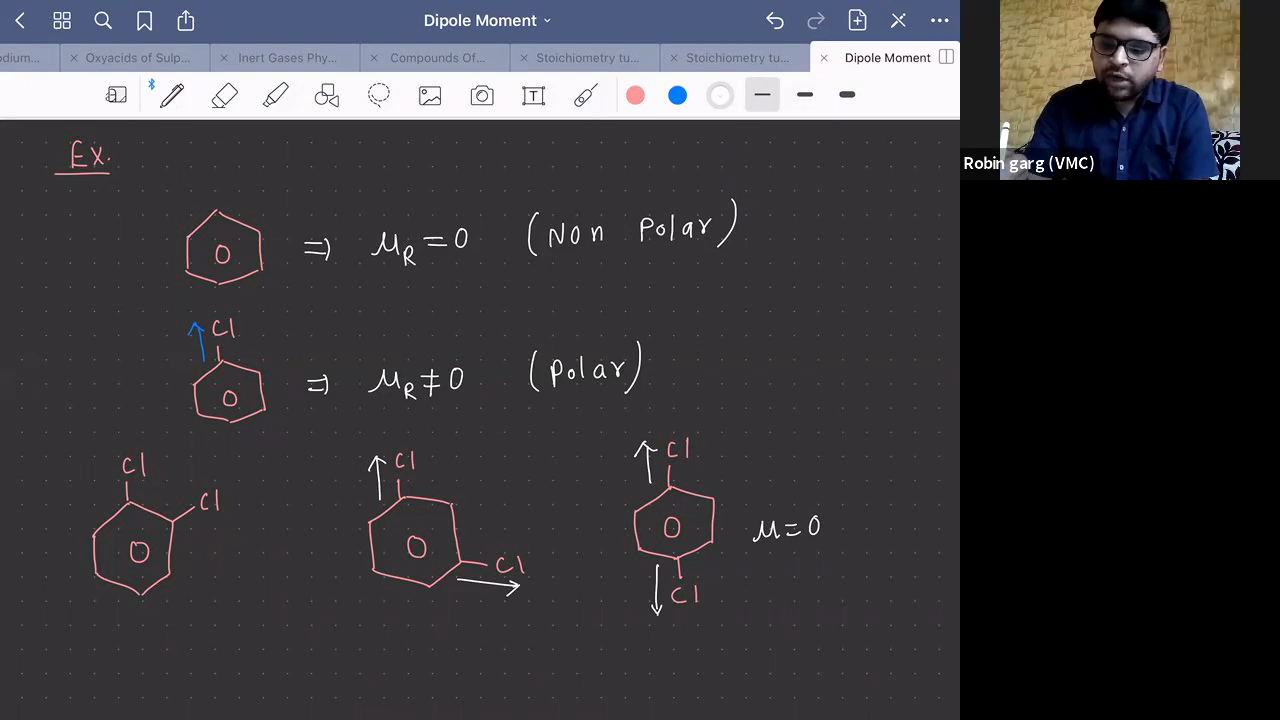 Dipole Moment
odium...
Oxyacids of Sulp...
Inert Gases Phy...
Compounds Of...
Stoichiometry tu...
Stoichiometry tu...
Dipole Moment
T
Robin garg (VMC)
Ex.
⇒ μR = 0 (Non Polar)
Cl
⇒ μR ≠ 0 (Polar)
Cl
Cl
Cl
Cl
Cl
μ = 0
Cl